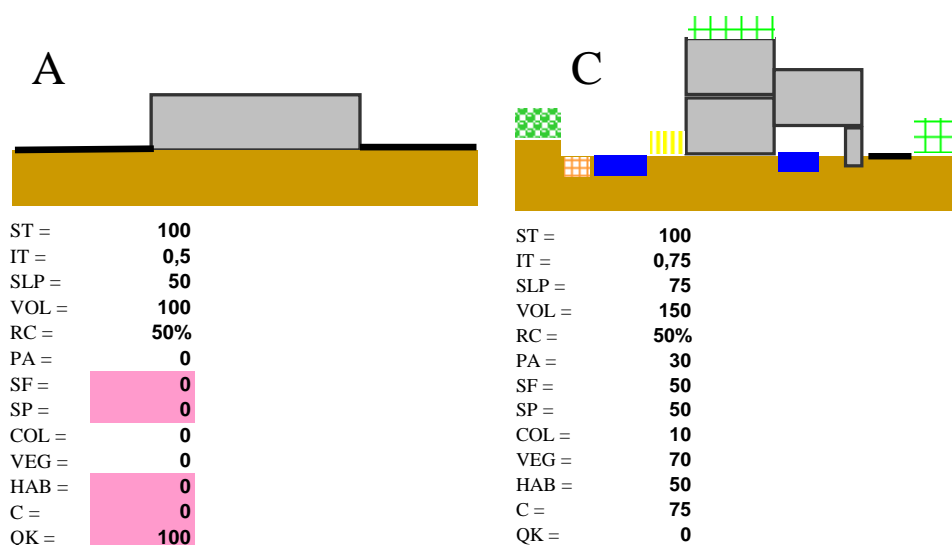 A
ST = 100
IT = 0,5
SLP = 50
VOL = 100
RC = 50%
PA = 0
SF = 0
SP = 0
COL = 0
VEG = 0
HAB = 0
C = 0
QK = 100
C
ST = 100
IT = 0,75
SLP = 75
VOL = 150
RC = 50%
PA = 30
SF = 50
SP = 50
COL = 10
VEG = 70
HAB = 50
C = 75
QK = 0